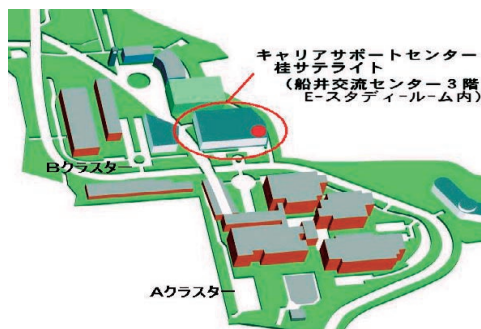 キャリアサポートセンター
桂サテライト
(船井交流センター3階
E-スタディールーム内)
Bクラスター
Aクラスター